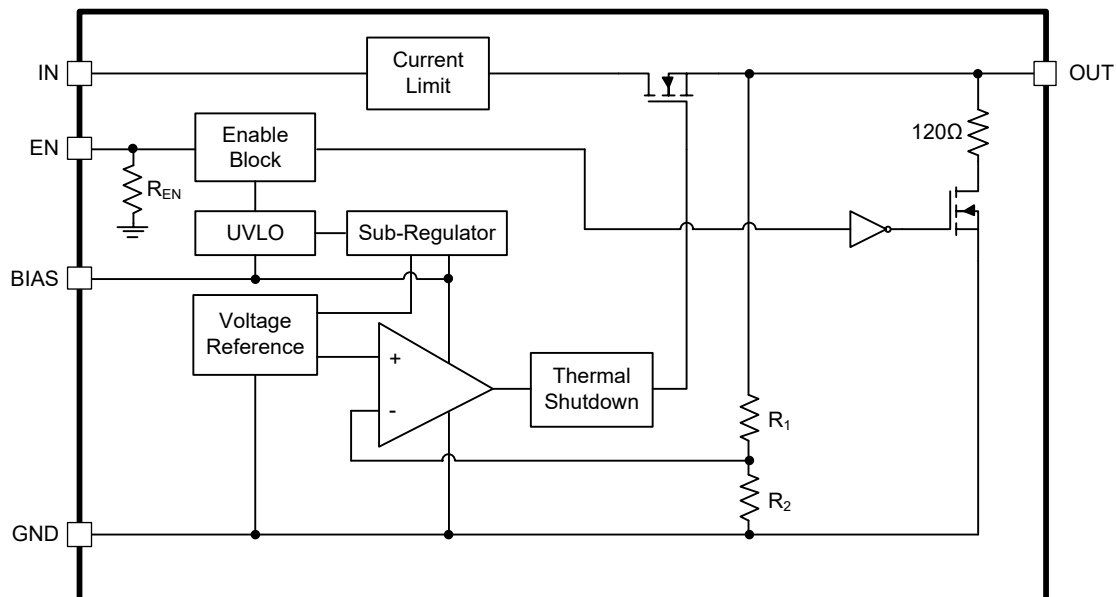 IN
Current
Limit
OUT
EN
Enable
Block
120Ω
R_EN
UVLO
Sub-Regulator
BIAS
Voltage
Reference
+
-
Thermal
Shutdown
R₁
R₂
GND